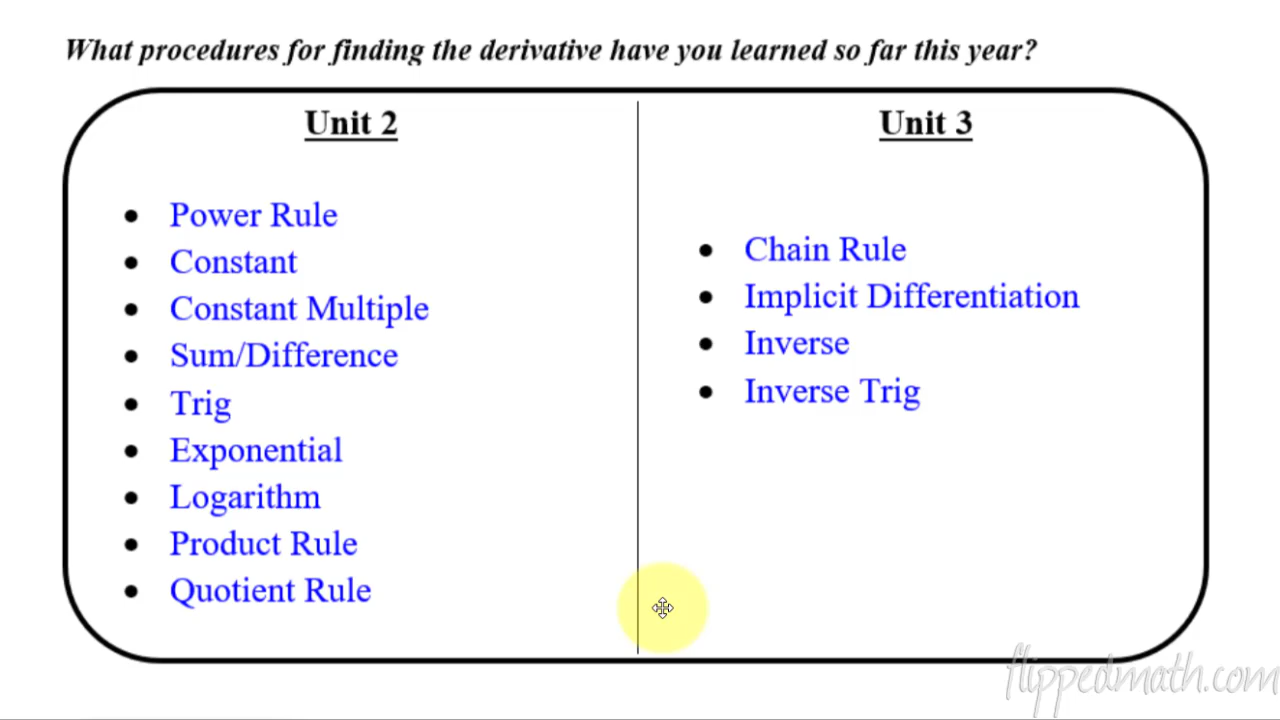 What procedures for finding the derivative have you learned so far this year?
Unit 2
• Power Rule
• Constant
• Constant Multiple
• Sum/Difference
• Trig
• Exponential
• Logarithm
• Product Rule
• Quotient Rule
Unit 3
• Chain Rule
• Implicit Differentiation
• Inverse
• Inverse Trig
flippedmath.com